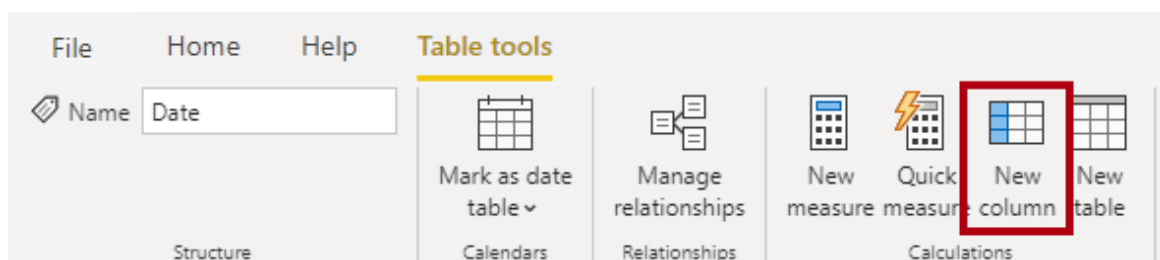 File Home Help Table tools
Name Date
Mark as date Manage New Quick New New
table relationships measure measure column table
Structure Calendars Relationships Calculations